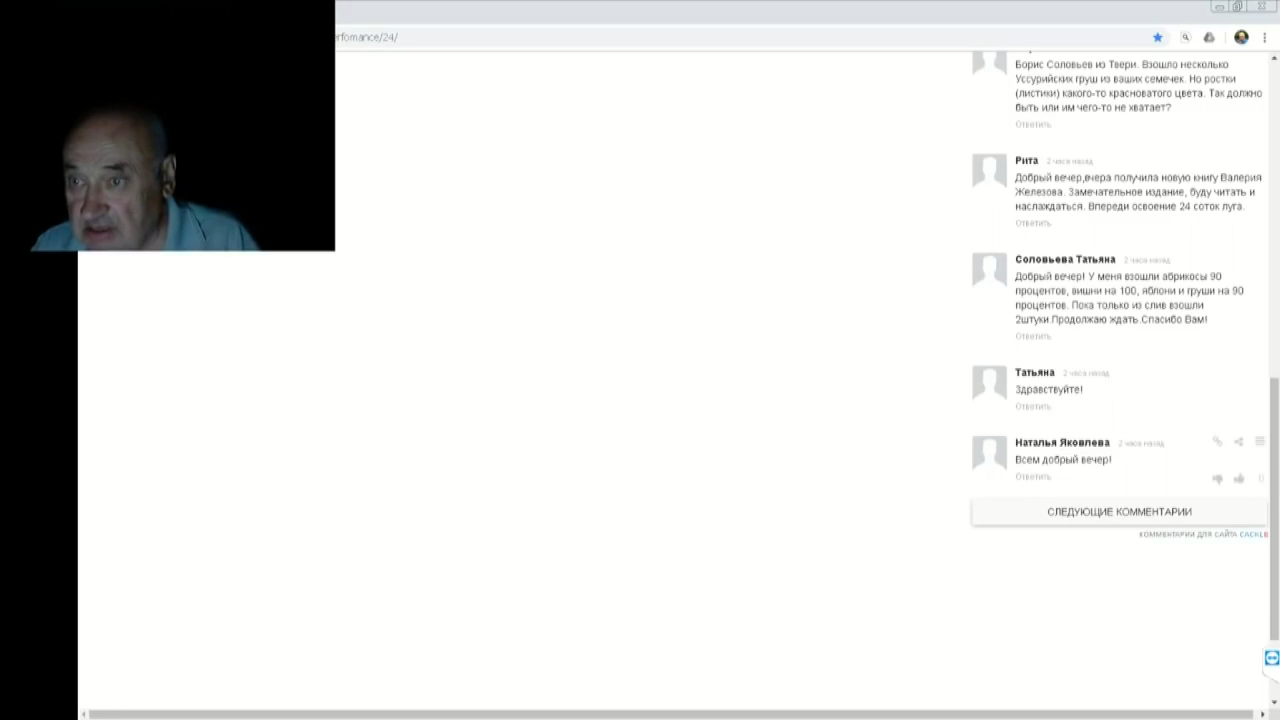 rfomance/24/
Борис Соловьев из Твери. Взошло несколько
Уссурийских груш из ваших семечек. Но ростки
(листики) какого-то красноватого цвета. Так должно
быть или им чего-то не хватает?
Ответить
Рита 2 часа назад
Добрый вечер,вчера получила новую книгу Валерия
Железова. Замечательное издание, буду читать и
наслаждаться. Впереди освоение 24 соток луга.
Ответить
Соловьева Татьяна 2 часа назад
Добрый вечер! У меня взошли абрикосы 90
процентов, вишни на 100, яблони и груши на 90
процентов. Пока только из слив взошли
2штуки.Продолжаю ждать.Спасибо Вам!
Ответить
Татьяна 2 часа назад
Здравствуйте!
Ответить
Наталья Яковлева 2 часа назад
Всем добрый вечер!
Ответить
0
СЛЕДУЮЩИЕ КОММЕНТАРИИ
КОММЕНТАРИИ ДЛЯ САЙТА CACKLE